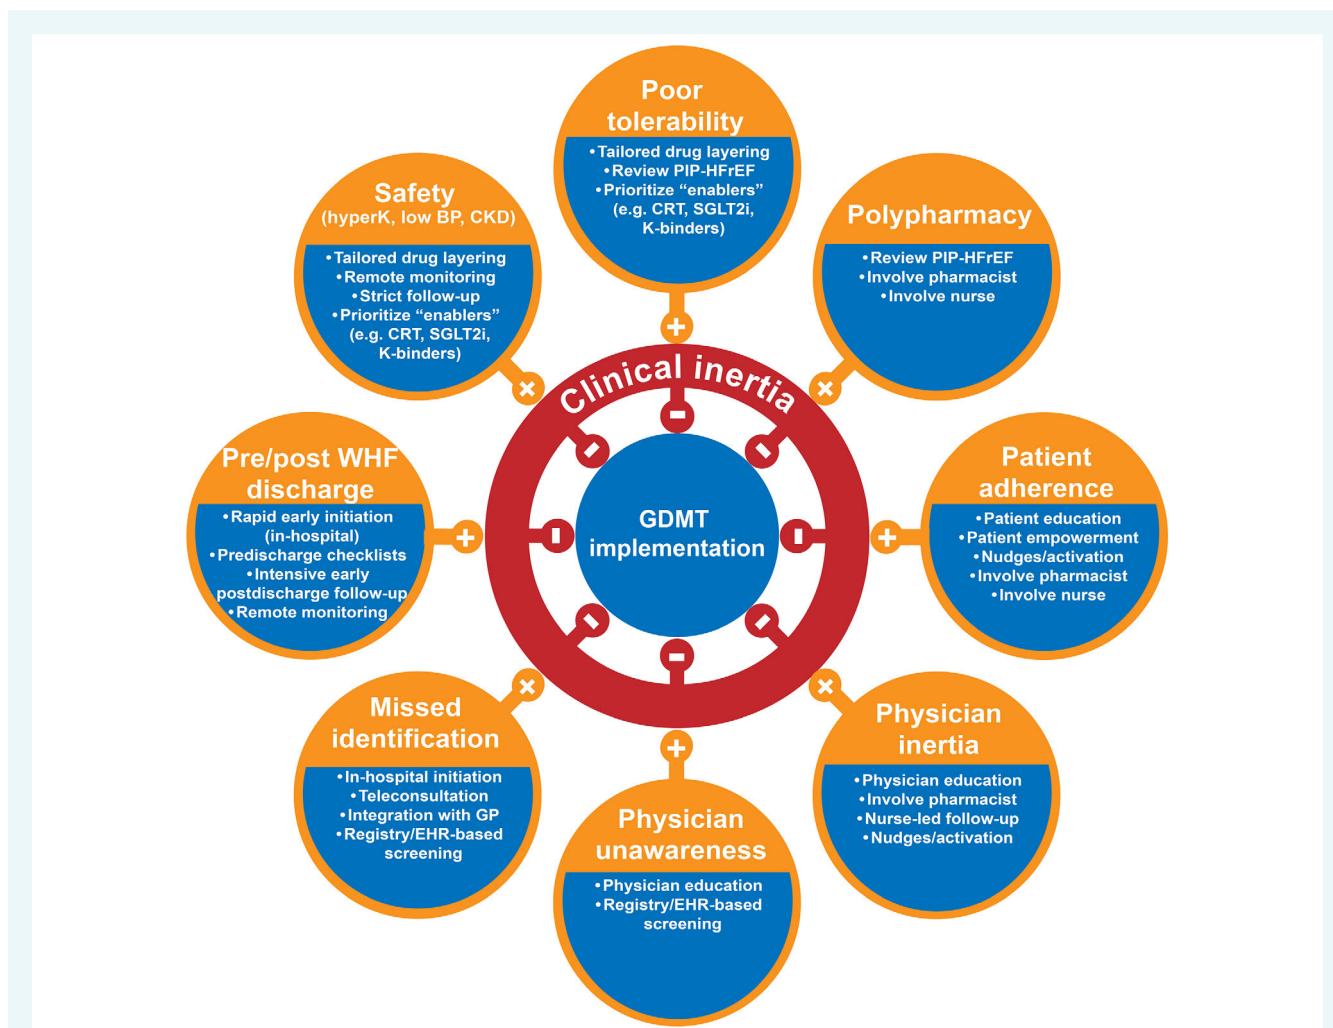 Poor
tolerability
•Tailored drug layering
•Review PIP-HFrEF
•Prioritize “enablers”
(e.g. CRT, SGLT2i,
K-binders)
Safety
(hyperK, low BP, CKD)
•Tailored drug layering
•Remote monitoring
•Strict follow-up
•Prioritize “enablers”
(e.g. CRT, SGLT2i,
K-binders)
Polypharmacy
•Review PIP-HFrEF
•Involve pharmacist
•Involve nurse
Clinical inertia
GDMT
implementation
Pre/post WHF
discharge
•Rapid early initiation
(in-hospital)
•Predischarge checklists
•Intensive early
postdischarge follow-up
•Remote monitoring
Patient
adherence
•Patient education
•Patient empowerment
•Nudges/activation
•Involve pharmacist
•Involve nurse
Missed
identification
•In-hospital initiation
•Teleconsultation
•Integration with GP
•Registry/EHR-based
screening
Physician
unawareness
•Physician education
•Registry/EHR-based
screening
Physician
inertia
•Physician education
•Involve pharmacist
•Nurse-led follow-up
•Nudges/activation